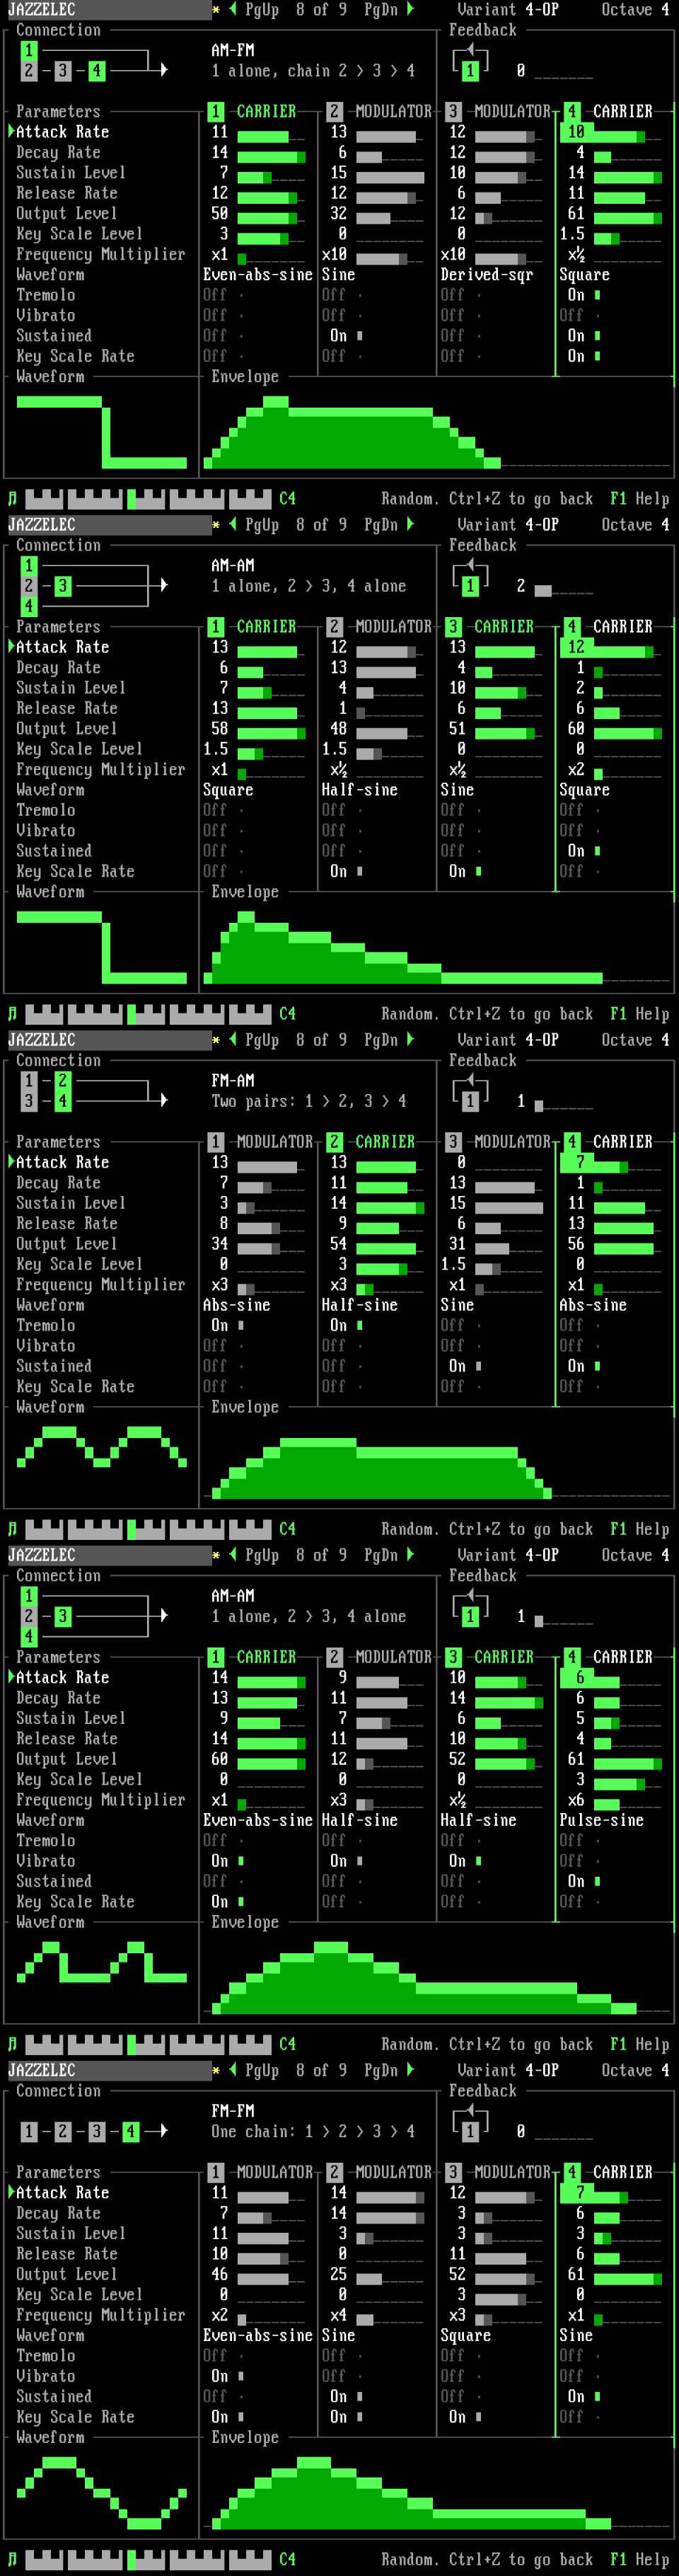 JAZZELEC * PgUp 8 of 9 PgDn Variant 4-OP Octave 4
Connection Feedback
1 AM-FM
2 3 4 1 alone, chain 2 > 3 > 4 1 0
Parameters 1 CARRIER 2 MODULATOR 3 MODULATOR 4 CARRIER
Attack Rate 11 13 12 10
Decay Rate 14 6 12 4
Sustain Level 7 15 10 14
Release Rate 12 12 6 11
Output Level 50 32 12 61
Key Scale Level 3 0 0 1.5
Frequency Multiplier x1 x10 x10 x½
Waveform Even-abs-sine Sine Derived-sqr Square
Tremolo Off Off Off On
Vibrato Off Off Off Off
Sustained Off On Off On
Key Scale Rate Off Off Off On
Waveform Envelope
♫ C4 Random. Ctrl+Z to go back F1 Help
JAZZELEC * PgUp 8 of 9 PgDn Variant 4-OP Octave 4
Connection Feedback
1 AM-AM
2 3 1 alone, 2 > 3, 4 alone 1 2
4
Parameters 1 CARRIER 2 MODULATOR 3 CARRIER 4 CARRIER
Attack Rate 13 12 13 12
Decay Rate 6 13 4 1
Sustain Level 7 4 10 2
Release Rate 13 1 6 6
Output Level 58 48 51 60
Key Scale Level 1.5 1.5 0 0
Frequency Multiplier x1 x½ x½ x2
Waveform Square Half-sine Sine Square
Tremolo Off Off Off Off
Vibrato Off Off Off Off
Sustained Off Off Off On
Key Scale Rate Off On On Off
Waveform Envelope
♫ C4 Random. Ctrl+Z to go back F1 Help
JAZZELEC * PgUp 8 of 9 PgDn Variant 4-OP Octave 4
Connection Feedback
1 2 FM-AM
3 4 Two pairs: 1 > 2, 3 > 4 1 1
Parameters 1 MODULATOR 2 CARRIER 3 MODULATOR 4 CARRIER
Attack Rate 13 13 0 7
Decay Rate 7 11 13 1
Sustain Level 3 14 15 11
Release Rate 8 9 6 13
Output Level 34 54 31 56
Key Scale Level 0 3 1.5 0
Frequency Multiplier x3 x3 x1 x1
Waveform Abs-sine Half-sine Sine Abs-sine
Tremolo On On Off Off
Vibrato Off Off Off Off
Sustained Off Off On On
Key Scale Rate Off Off Off Off
Waveform Envelope
♫ C4 Random. Ctrl+Z to go back F1 Help
JAZZELEC * PgUp 8 of 9 PgDn Variant 4-OP Octave 4
Connection Feedback
1 AM-AM
2 3 1 alone, 2 > 3, 4 alone 1 1
4
Parameters 1 CARRIER 2 MODULATOR 3 CARRIER 4 CARRIER
Attack Rate 14 9 10 6
Decay Rate 13 11 14 6
Sustain Level 9 7 6 5
Release Rate 14 11 10 4
Output Level 60 12 52 61
Key Scale Level 0 0 0 3
Frequency Multiplier x1 x3 x½ x6
Waveform Even-abs-sine Half-sine Half-sine Pulse-sine
Tremolo Off Off Off Off
Vibrato On On On Off
Sustained Off Off Off On
Key Scale Rate On Off Off Off
Waveform Envelope
♫ C4 Random. Ctrl+Z to go back F1 Help
JAZZELEC * PgUp 8 of 9 PgDn Variant 4-OP Octave 4
Connection Feedback
FM-FM
1 2 3 4 One chain: 1 > 2 > 3 > 4 1 0
Parameters 1 MODULATOR 2 MODULATOR 3 MODULATOR 4 CARRIER
Attack Rate 11 14 12 7
Decay Rate 7 14 3 6
Sustain Level 11 3 3 3
Release Rate 10 0 11 6
Output Level 46 25 52 61
Key Scale Level 0 0 3 0
Frequency Multiplier x2 x4 x3 x1
Waveform Even-abs-sine Sine Square Sine
Tremolo Off Off Off Off
Vibrato On Off Off Off
Sustained Off On Off On
Key Scale Rate On On On Off
Waveform Envelope
♫ C4 Random. Ctrl+Z to go back F1 Help